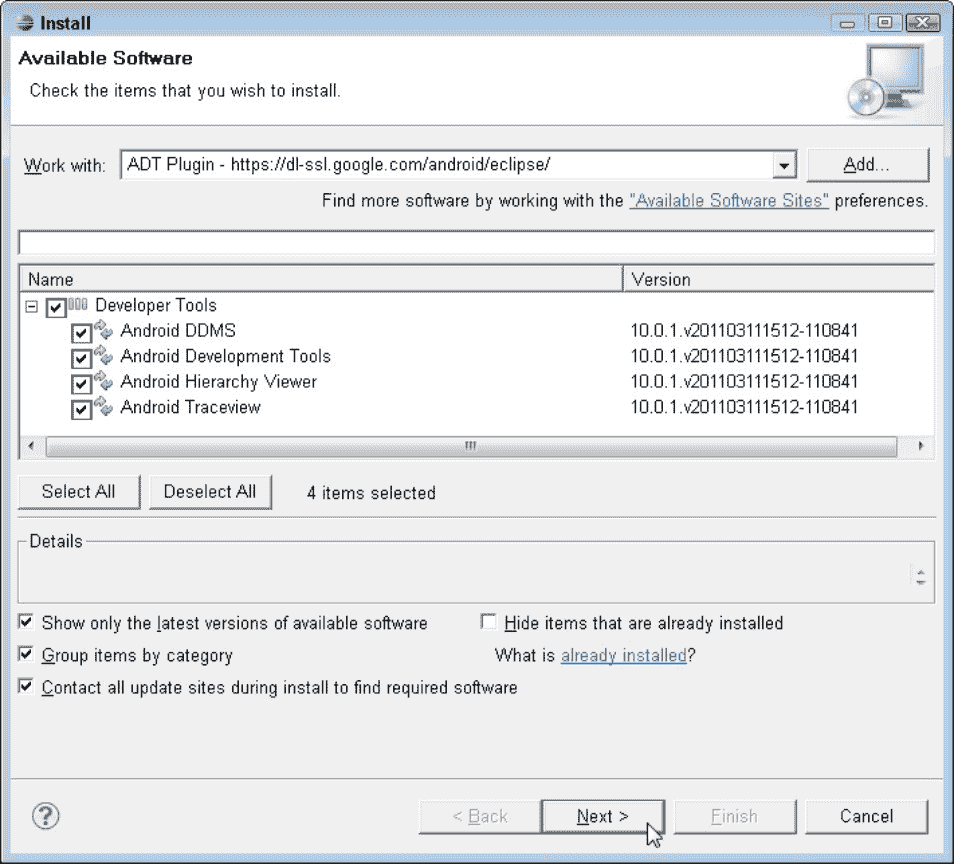 Install
Available Software
Check the items that you wish to install.
Work with: ADT Plugin - https://dl-ssl.google.com/android/eclipse/ Add...
Find more software by working with the "Available Software Sites" preferences.
Name Version
Developer Tools
Android DDMS 10.0.1.v201103111512-110841
Android Development Tools 10.0.1.v201103111512-110841
Android Hierarchy Viewer 10.0.1.v201103111512-110841
Android Traceview 10.0.1.v201103111512-110841
Select All Deselect All 4 items selected
Details
Show only the latest versions of available software Hide items that are already installed
Group items by category What is already installed?
Contact all update sites during install to find required software
? < Back Next > Finish Cancel